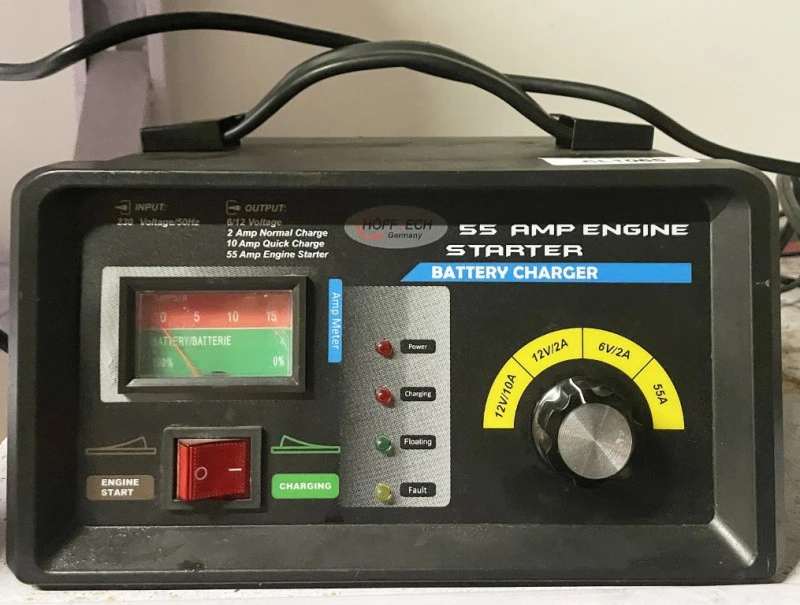 INPUT:
230 Voltage/50Hz
OUTPUT:
6/12 Voltage
2 Amp Normal Charge
10 Amp Quick Charge
55 Amp Engine Starter
Germany
55 AMP ENGINE
STARTER
BATTERY CHARGER
0 5 10 15
BATTERY/BATTERIE
0%
Amp Meter
Power
Charging
Floating
Fault
12V/10A
12V/2A
6V/2A
55A
ENGINE
START
O –
CHARGING